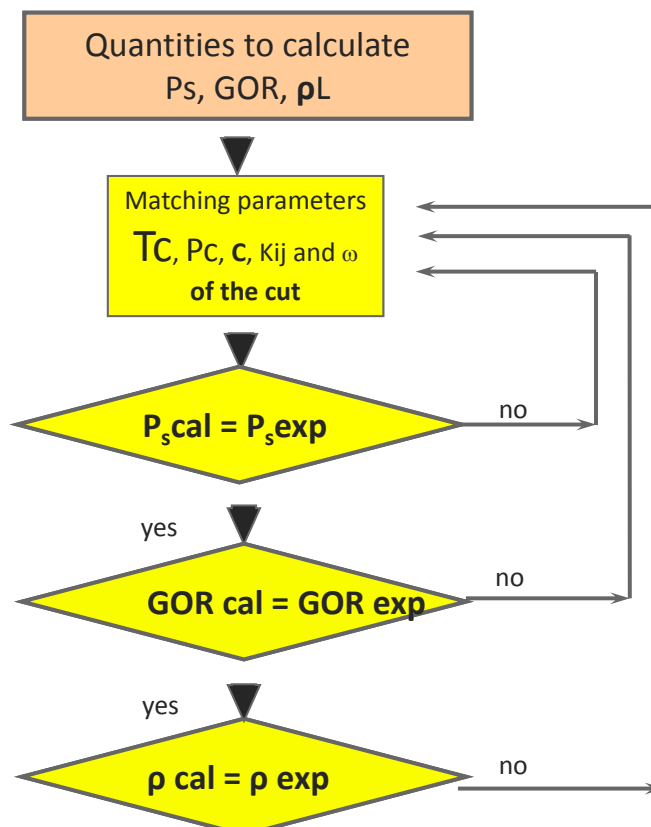 Quantities to calculate
Ps, GOR, ρL
Matching parameters
Tc, Pc, c, Kij and ω
of the cut
Pscal = Psexp
no
yes
GOR cal = GOR exp
no
yes
ρ cal = ρ exp
no